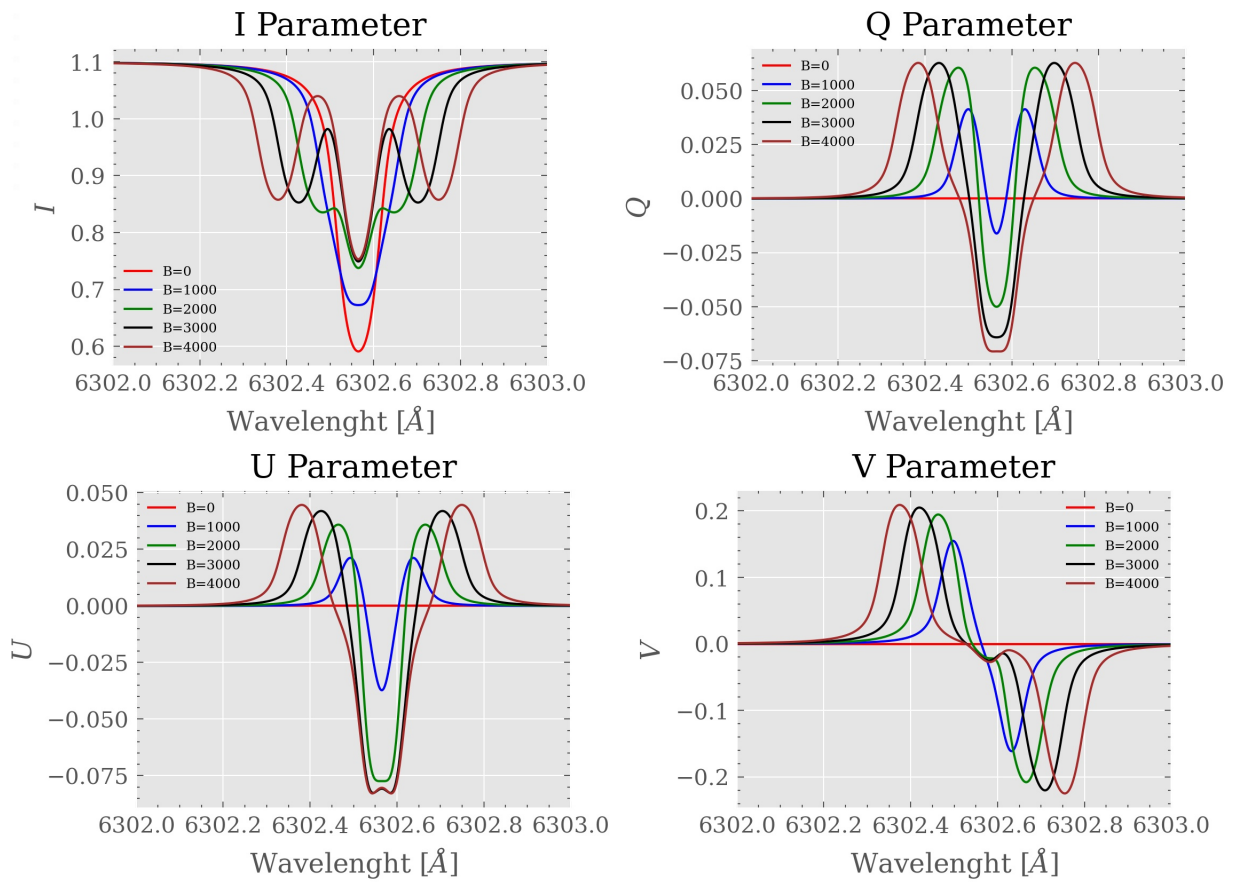 I Parameter
1.1
1.0
0.9
0.8
0.7
0.6
I
B=0
B=1000
B=2000
B=3000
B=4000
6302.0 6302.2 6302.4 6302.6 6302.8 6303.0
Wavelenght [Å]
Q Parameter
0.050
0.025
0.000
−0.025
−0.050
−0.075
Q
B=0
B=1000
B=2000
B=3000
B=4000
6302.0 6302.2 6302.4 6302.6 6302.8 6303.0
Wavelenght [Å]
U Parameter
0.050
0.025
0.000
−0.025
−0.050
−0.075
U
B=0
B=1000
B=2000
B=3000
B=4000
6302.0 6302.2 6302.4 6302.6 6302.8 6303.0
Wavelenght [Å]
V Parameter
0.2
0.1
0.0
−0.1
−0.2
V
B=0
B=1000
B=2000
B=3000
B=4000
6302.0 6302.2 6302.4 6302.6 6302.8 6303.0
Wavelenght [Å]